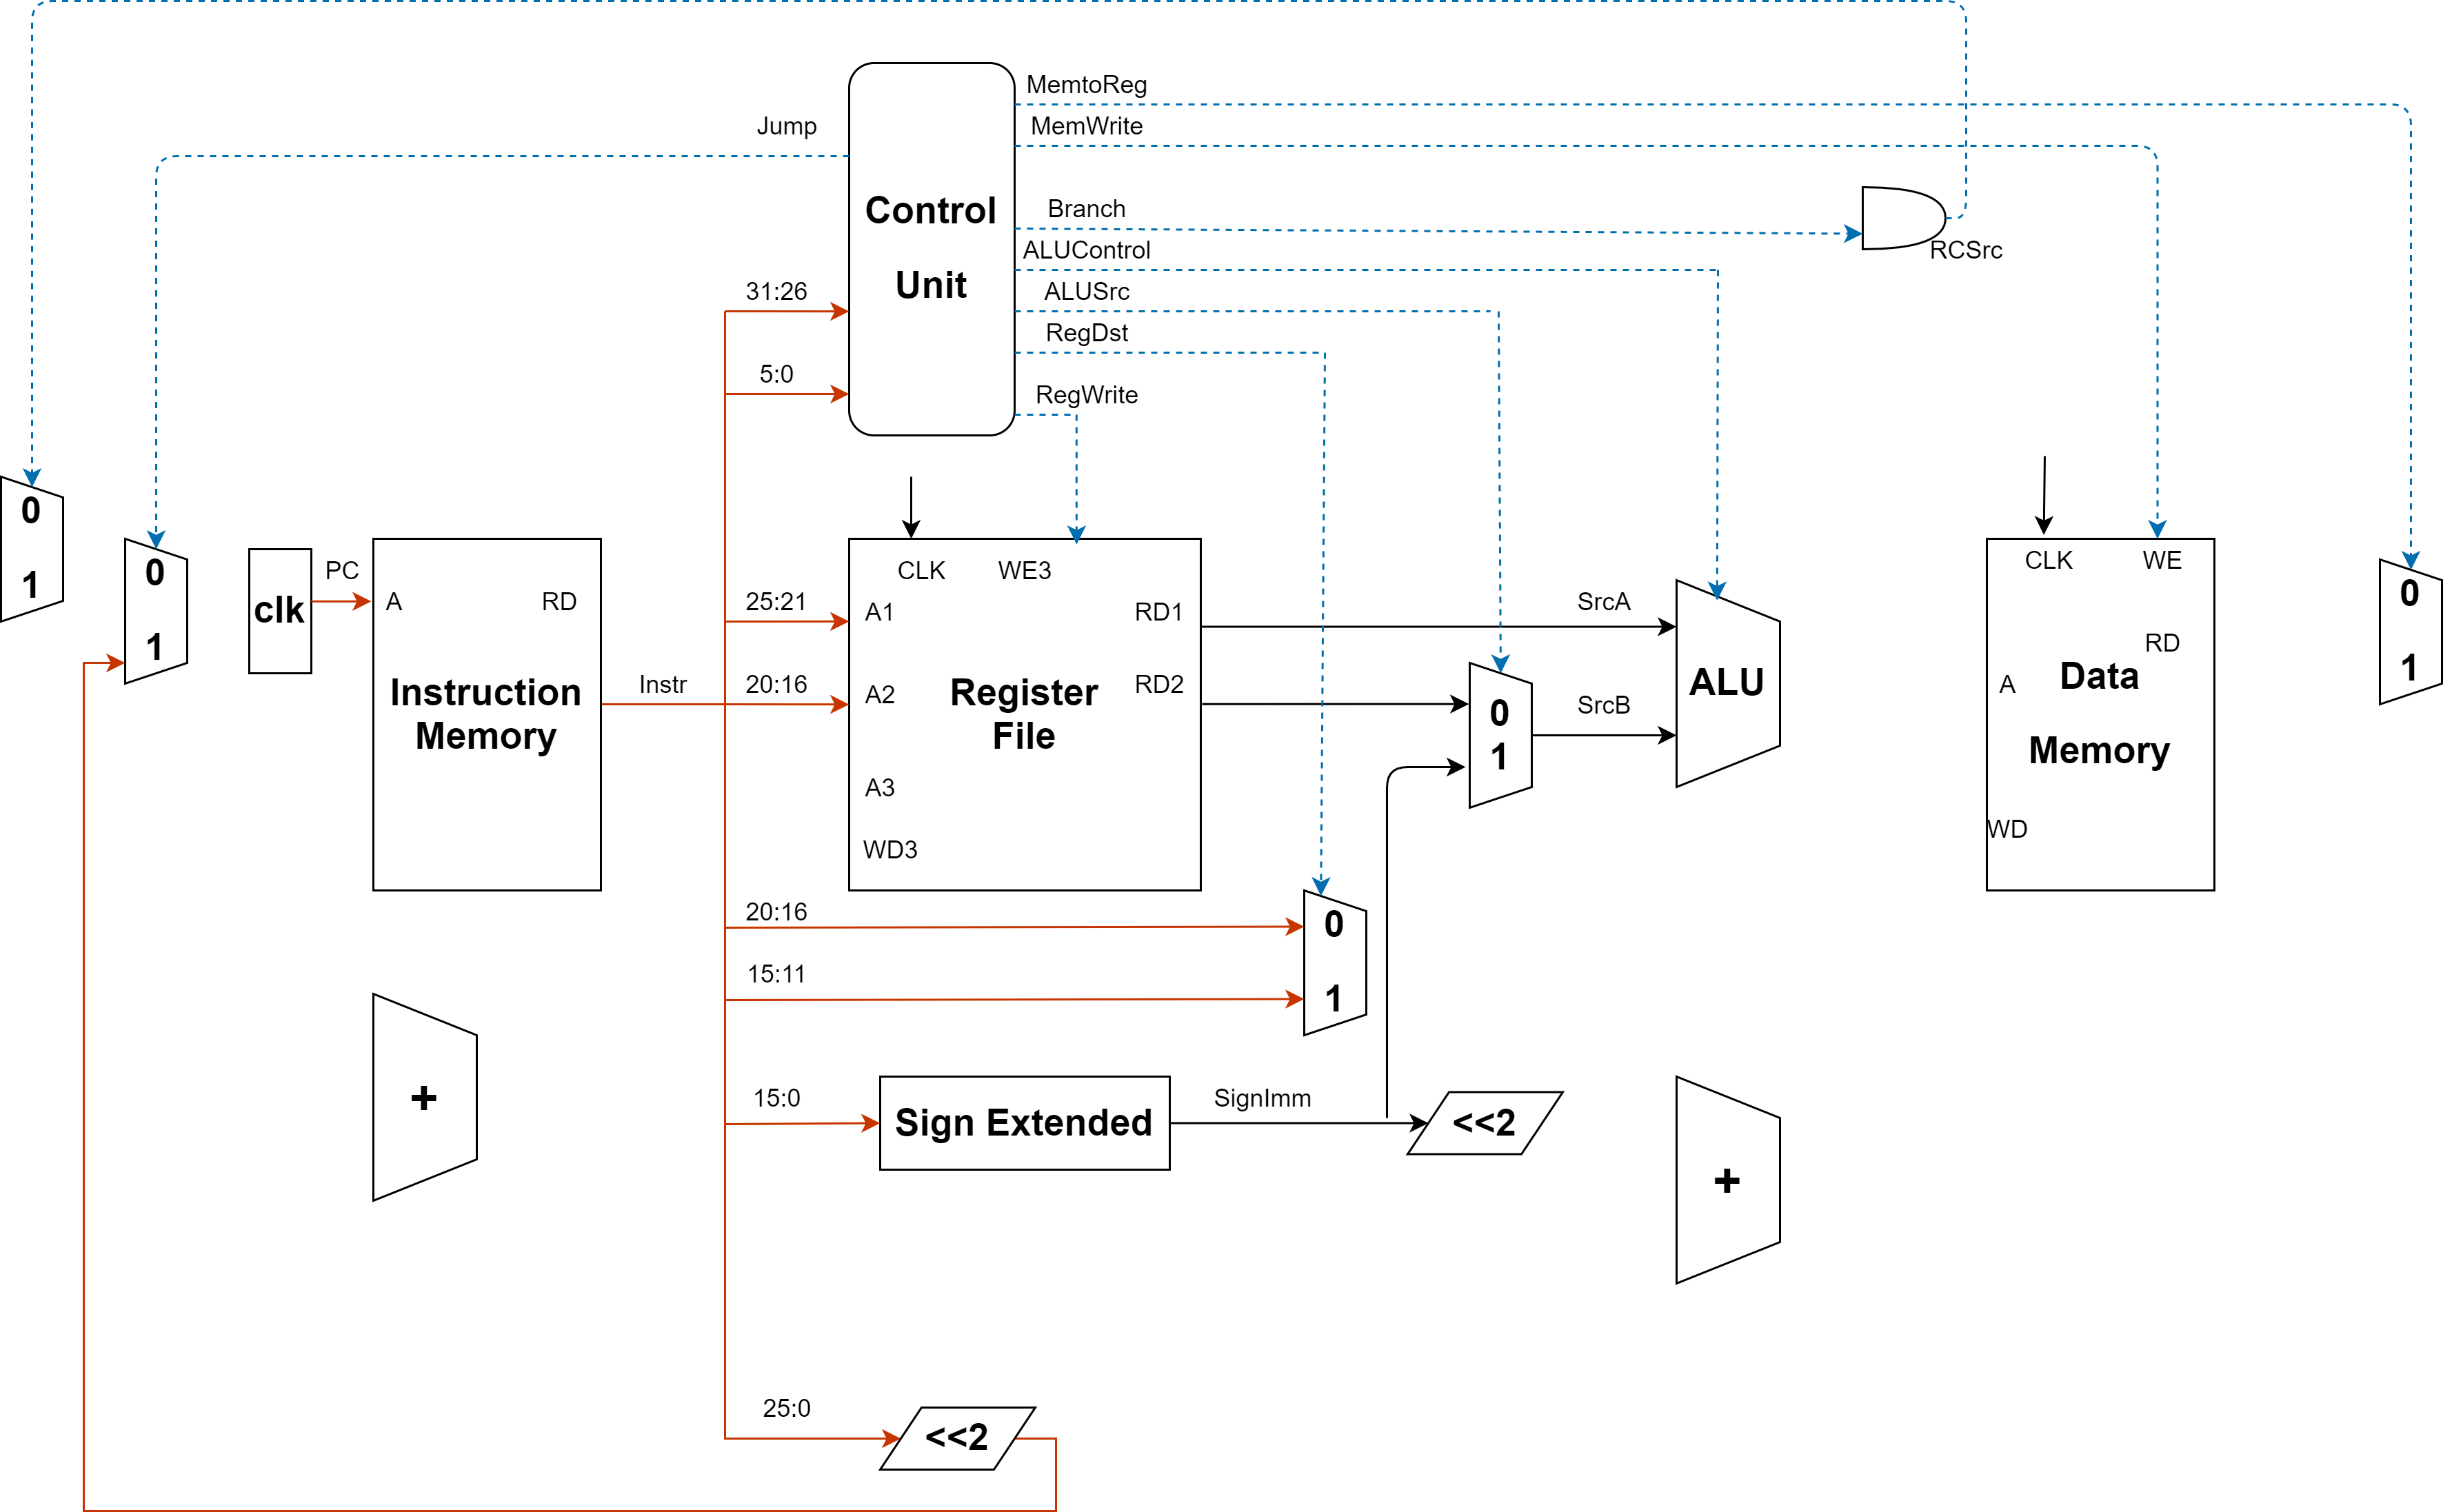 MemtoReg
Jump
MemWrite
Control
Unit
Branch
ALUControl
RCSrc
31:26
ALUSrc
RegDst
5:0
RegWrite
0
1
0
1
clk
PC
A
RD
Instruction
Memory
Instr
25:21
20:16
CLK
WE3
A1
RD1
A2
Register
File
RD2
A3
WD3
SrcA
0
1
SrcB
ALU
CLK
WE
RD
A
Data
Memory
WD
0
1
20:16
15:11
0
1
+
15:0
Sign Extended
SignImm
<<2
+
25:0
<<2